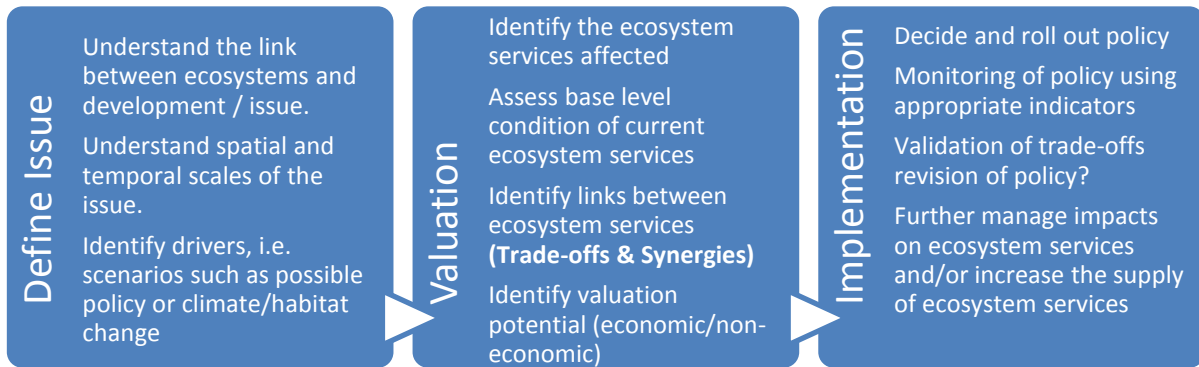 Define Issue
Understand the link
between ecosystems and
development / issue.
Understand spatial and
temporal scales of the
issue.
Identify drivers, i.e.
scenarios such as possible
policy or climate/habitat
change
Valuation
Identify the ecosystem
services affected
Assess base level
condition of current
ecosystem services
Identify links between
ecosystem services
(Trade-offs & Synergies)
Identify valuation
potential (economic/non-
economic)
Implementation
Decide and roll out policy
Monitoring of policy using
appropriate indicators
Validation of trade-offs
revision of policy?
Further manage impacts
on ecosystem services
and/or increase the supply
of ecosystem services